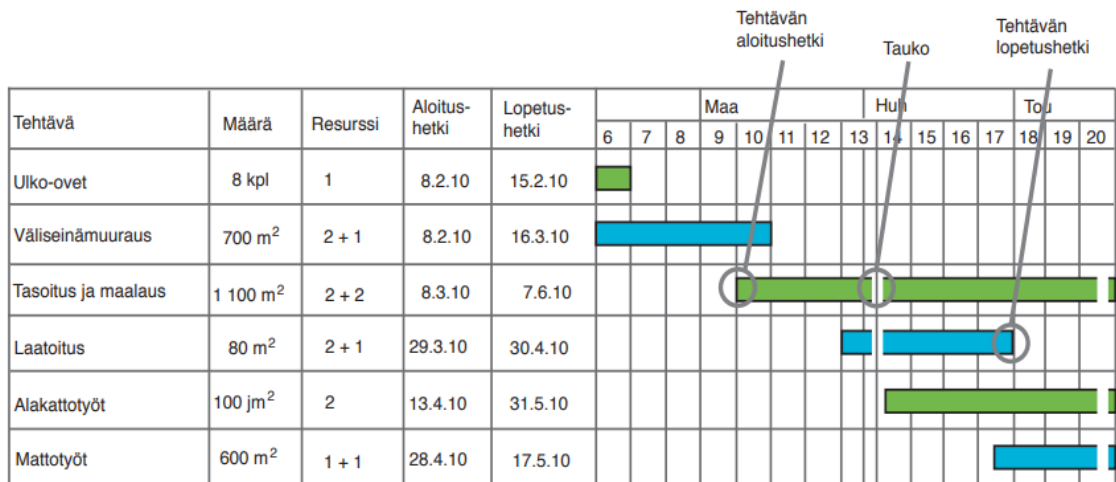 Tehtävän
aloitushetki
Tauko
Tehtävän
lopetushetki
Tehtävä Määrä Resurssi Aloitus-
hetki Lopetus-
hetki Maa Huh Tou
6 7 8 9 10 11 12 13 14 15 16 17 18 19 20
Ulko-ovet 8 kpl 1 8.2.10 15.2.10
Väliseinämuuraus 700 m² 2 + 1 8.2.10 16.3.10
Tasoitus ja maalaus 1 100 m² 2 + 2 8.3.10 7.6.10
Laatoitus 80 m² 2 + 1 29.3.10 30.4.10
Alakattotyöt 100 jm² 2 13.4.10 31.5.10
Mattotyöt 600 m² 1 + 1 28.4.10 17.5.10